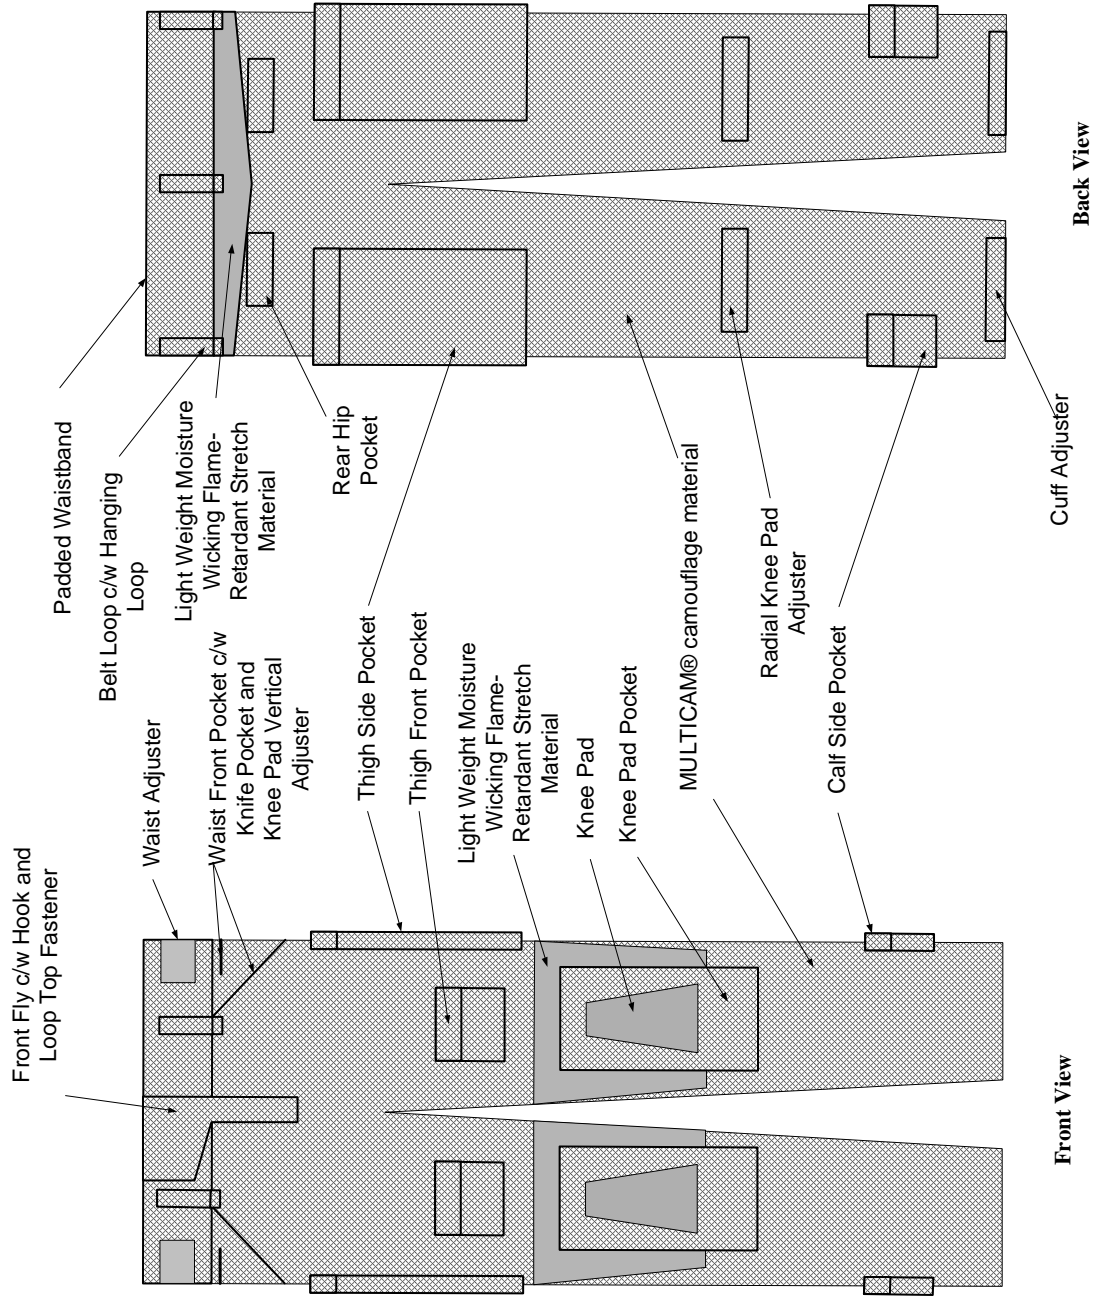 Front Fly c/w Hook and
Loop Top Fastener
Waist Adjuster
Waist Front Pocket c/w
Knife Pocket and
Knee Pad Vertical
Adjuster
Thigh Side Pocket
Thigh Front Pocket
Light Weight Moisture
Wicking Flame-
Retardant Stretch
Material
Knee Pad
Knee Pad Pocket
MULTICAM® camouflage material
Calf Side Pocket
Front View
Padded Waistband
Belt Loop c/w Hanging
Loop
Light Weight Moisture
Wicking Flame-
Retardant Stretch
Material
Rear Hip
Pocket
Radial Knee Pad
Adjuster
Cuff Adjuster
Back View